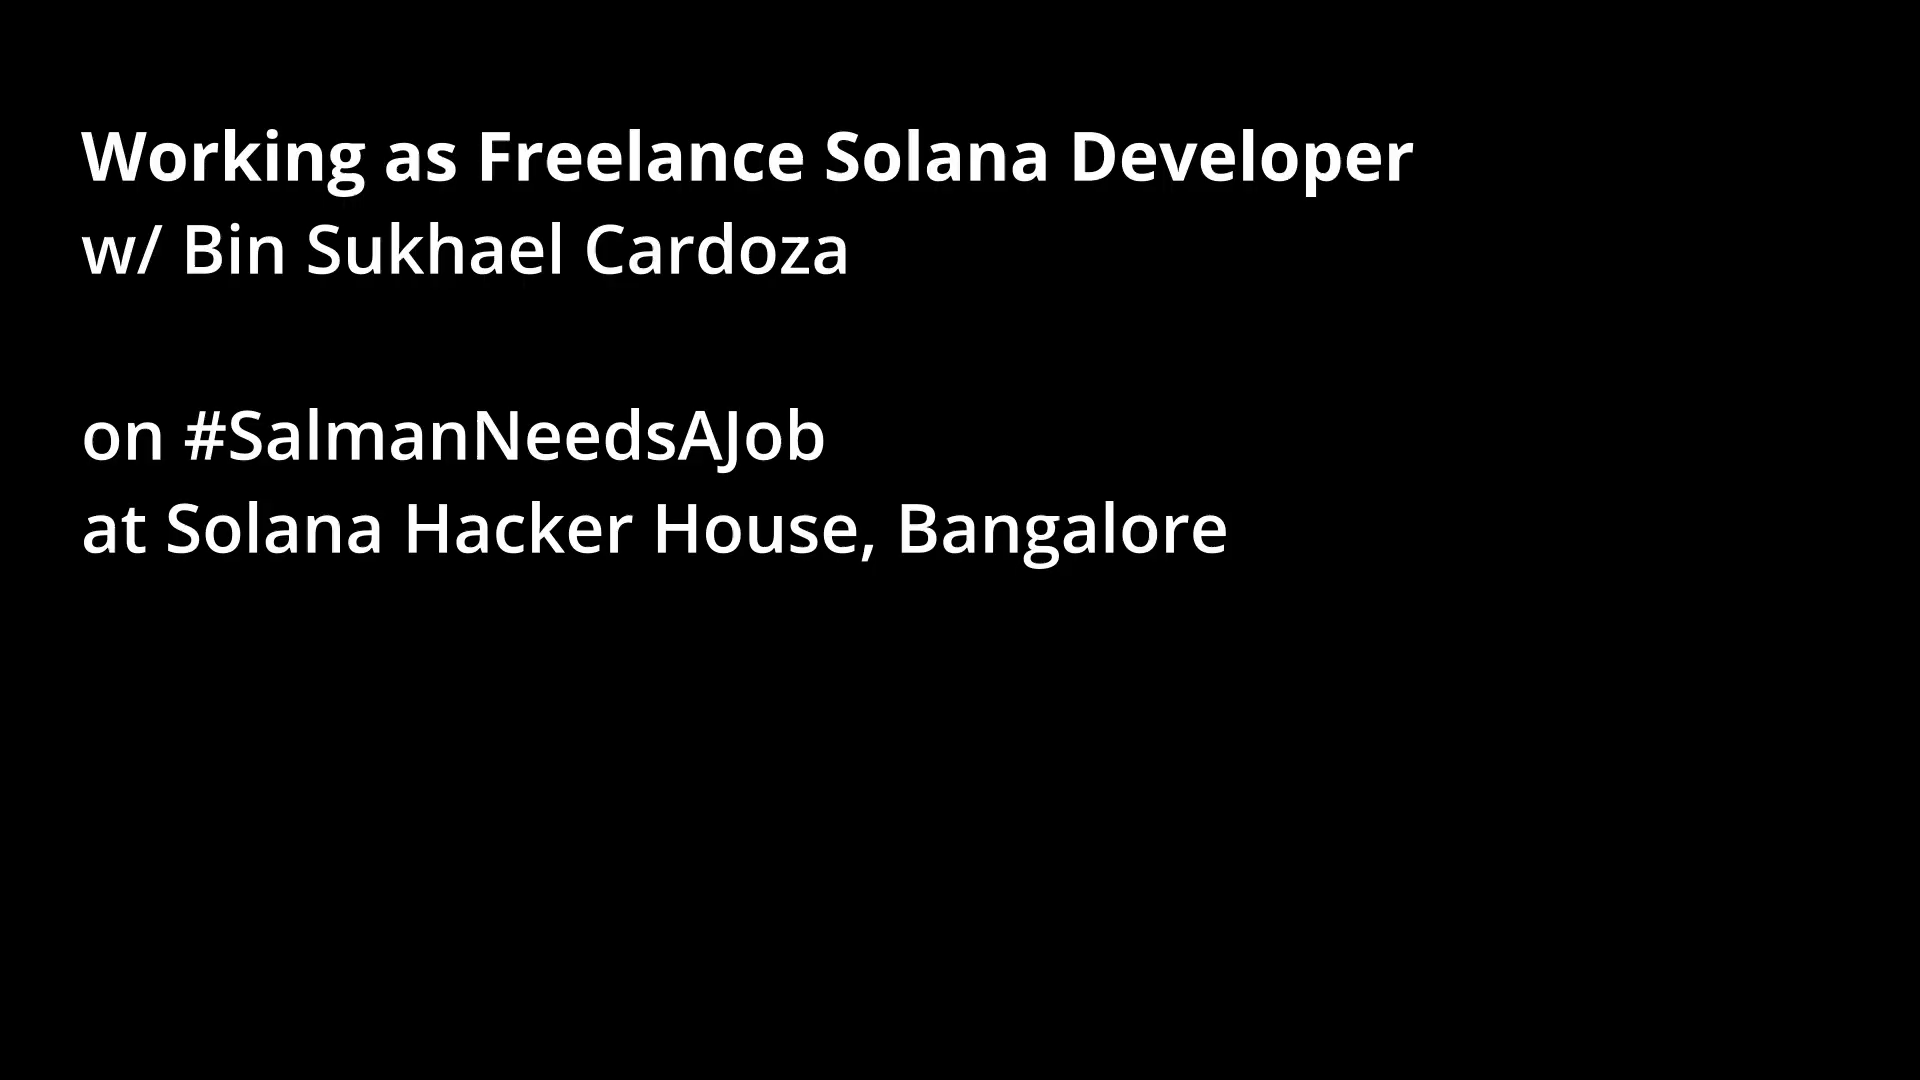 Working as Freelance Solana Developer
w/ Bin Sukhael Cardoza
on #SalmanNeedsAJob
at Solana Hacker House, Bangalore